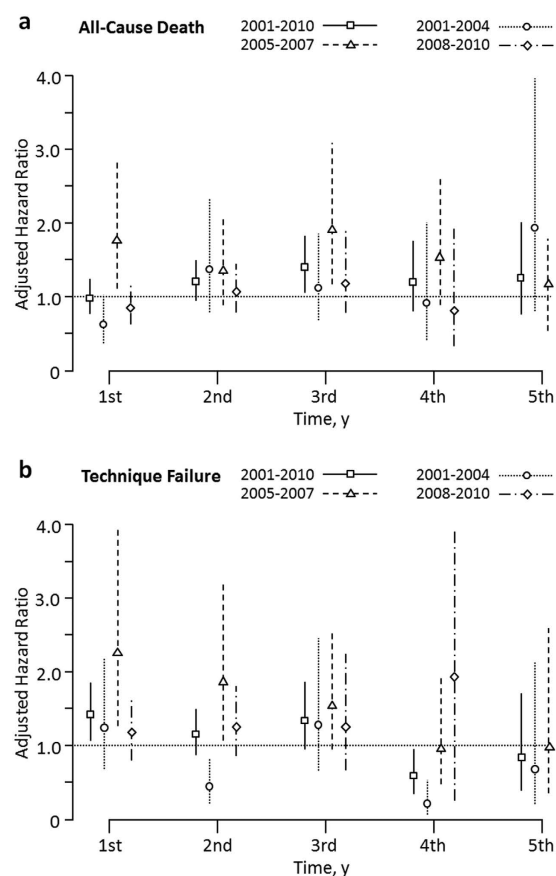 a All-Cause Death 2001-2010 2001-2004
2005-2007 2008-2010
4.0
3.0
2.0
1.0
0
Adjusted Hazard Ratio
1st 2nd 3rd 4th 5th
Time, y
b Technique Failure 2001-2010 2001-2004
2005-2007 2008-2010
4.0
3.0
2.0
1.0
0
Adjusted Hazard Ratio
1st 2nd 3rd 4th 5th
Time, y